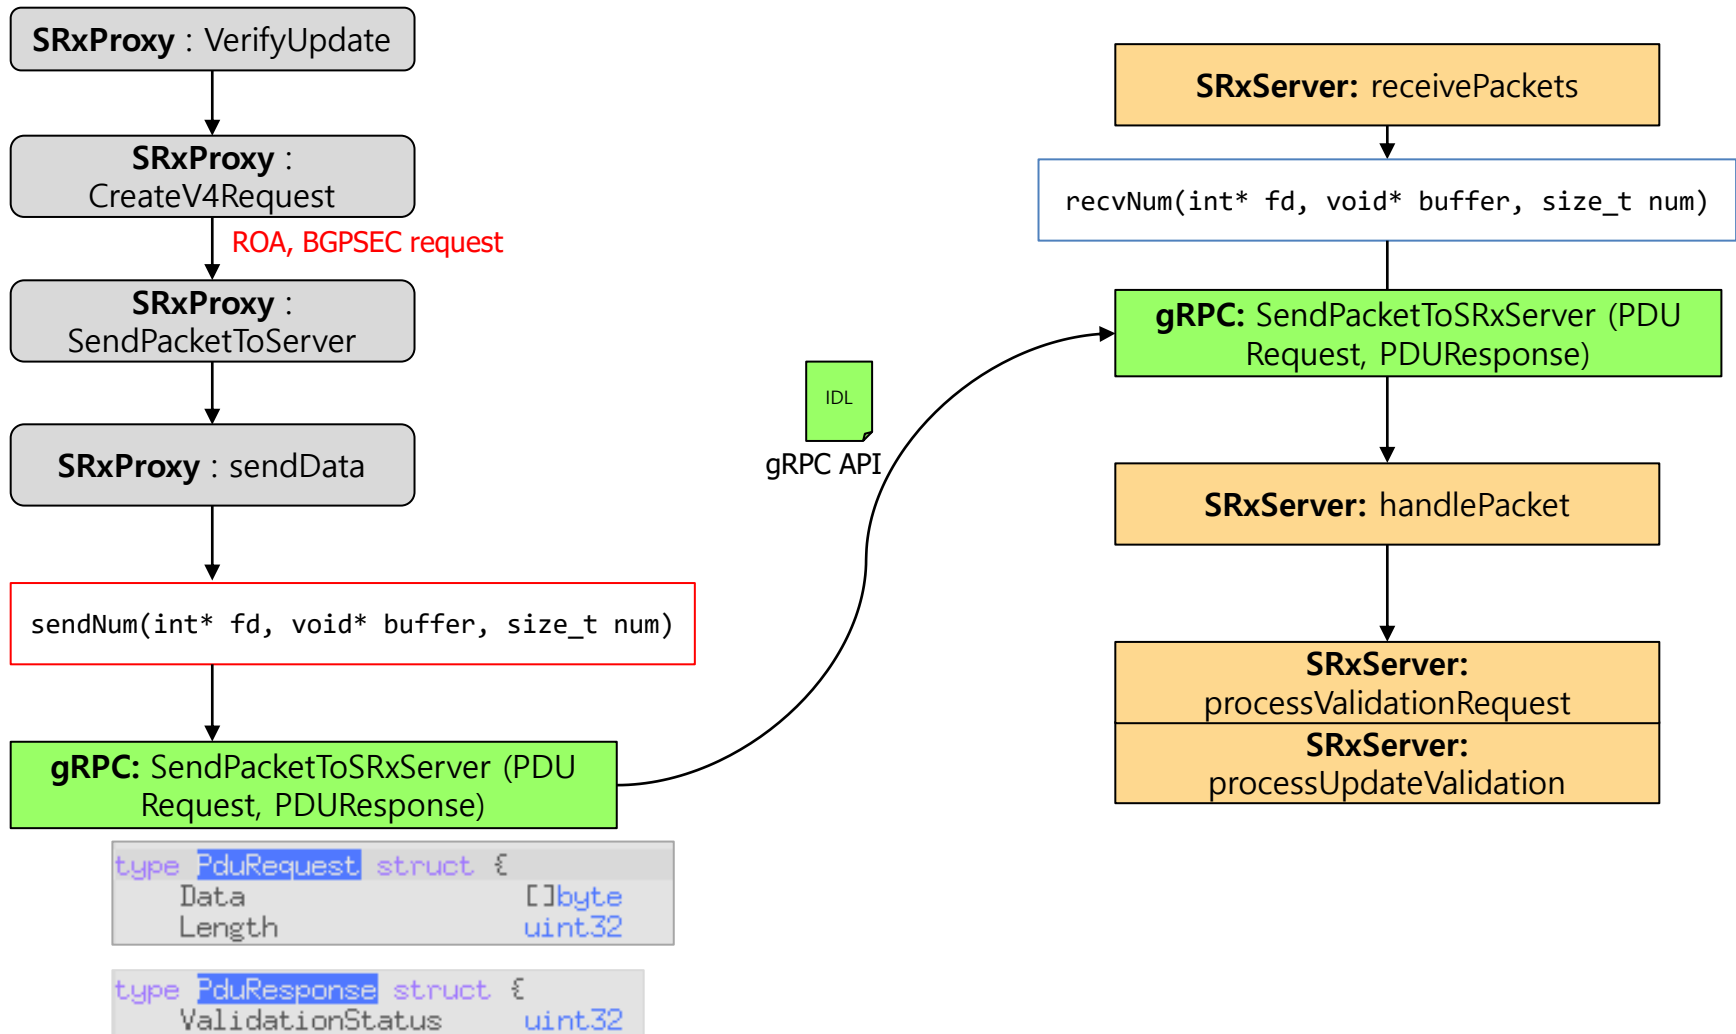 SRxProxy : VerifyUpdate
SRxProxy :
CreateV4Request
ROA, BGPSEC request
SRxProxy :
SendPacketToServer
SRxProxy : sendData
sendNum(int* fd, void* buffer, size_t num)
gRPC: SendPacketToSRxServer (PDU
Request, PDUResponse)
type PduRequest struct {
Data []byte
Length uint32
type PduResponse struct {
ValidationStatus uint32
IDL
gRPC API
SRxServer: receivePackets
recvNum(int* fd, void* buffer, size_t num)
gRPC: SendPacketToSRxServer (PDU
Request, PDUResponse)
SRxServer: handlePacket
SRxServer:
processValidationRequest
SRxServer:
processUpdateValidation